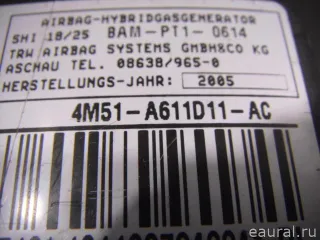 AIRBAG-HYBRIDGASGENERATOR
SHI 18/25 BAM-PT1-0614
TRW AIRBAG SYSTEMS GMBH&CO KG
ASCHAU TEL. 08638/965-0
HERSTELLUNGS-JAHR: 2005
4M51-A611D11-AC
eaural.ru